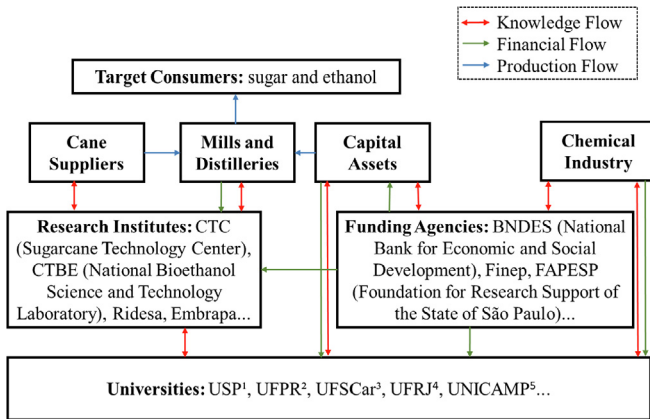 Knowledge Flow
Financial Flow
Production Flow
Target Consumers: sugar and ethanol
Cane
Suppliers
Mills and
Distilleries
Capital
Assets
Chemical
Industry
Research Institutes: CTC
(Sugarcane Technology Center),
CTBE (National Bioethanol
Science and Technology
Laboratory), Ridesa, Embrapa...
Funding Agencies: BNDES (National
Bank for Economic and Social
Development), Finep, FAPESP
(Foundation for Research Support of
the State of São Paulo)...
Universities: USP¹, UFPR², UFSCar³, UFRJ⁴, UNICAMP⁵...